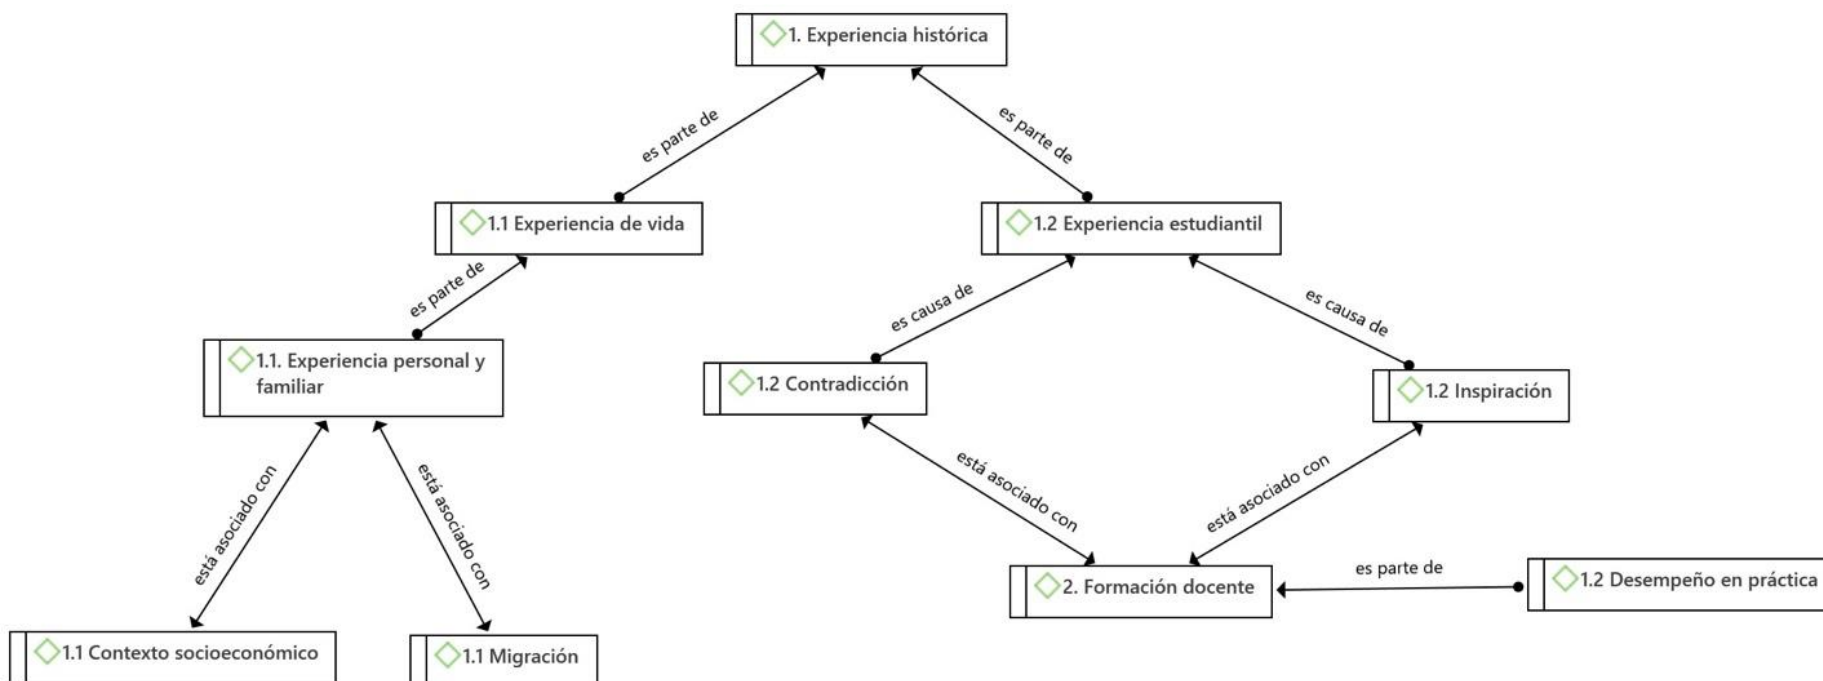 1. Experiencia histórica
es parte de
es parte de
1.1 Experiencia de vida
1.2 Experiencia estudiantil
es parte de
es causa de
es causa de
1.1. Experiencia personal y
familiar
1.2 Contradicción
1.2 Inspiración
está asociado con
está asociado con
está asociado con
está asociado con
2. Formación docente
es parte de
1.2 Desempeño en práctica
1.1 Contexto socioeconómico
1.1 Migración